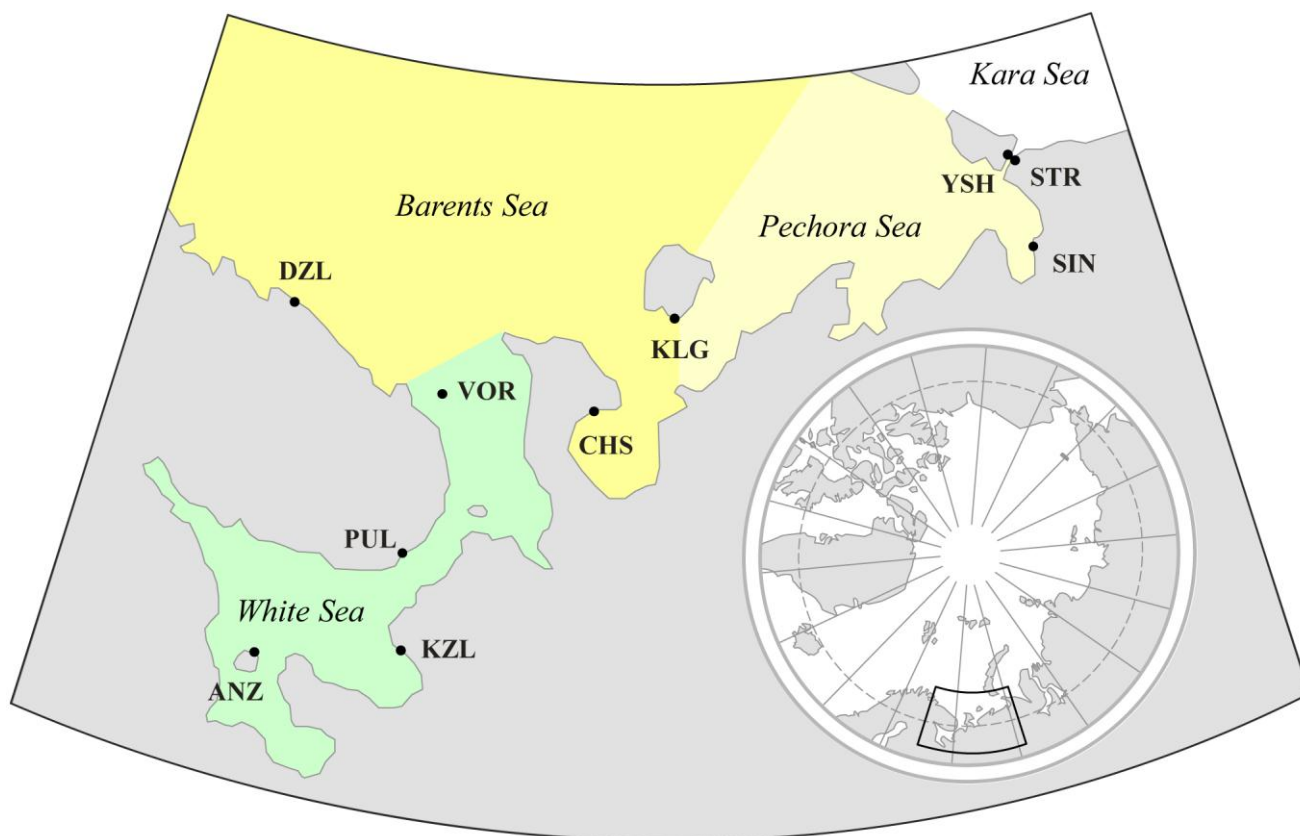 Kara Sea
YSH
STR
Barents Sea
Pechora Sea
SIN
DZL
KLG
VOR
CHS
PUL
White Sea
KZL
ANZ